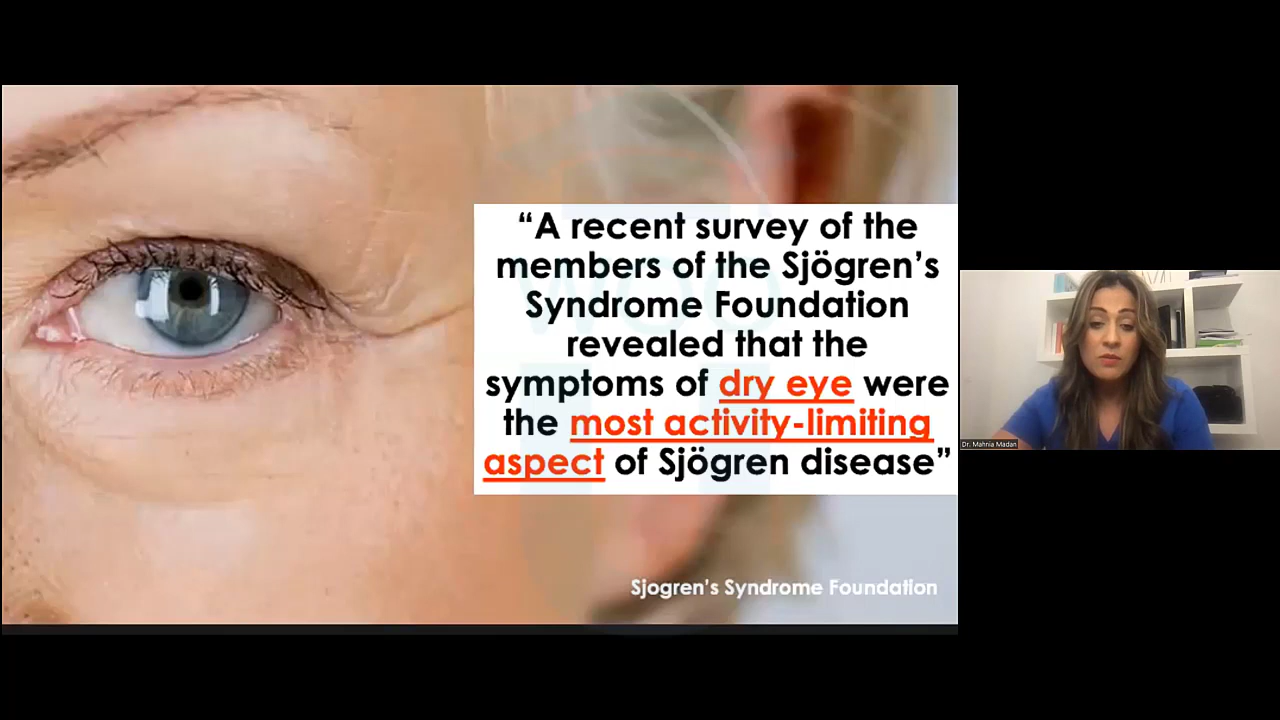 “A recent survey of the
members of the Sjögren’s
Syndrome Foundation
revealed that the
symptoms of dry eye were
the most activity-limiting
aspect of Sjögren disease”
Sjogren’s Syndrome Foundation
Dr. Mahnia Madan